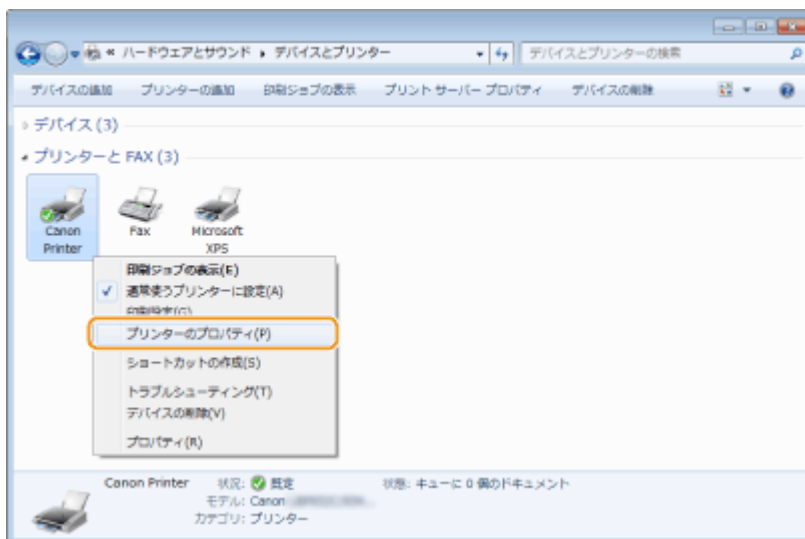 « ハードウェアとサウンド ▸ デバイスとプリンター
デバイスとプリンターの検索
デバイスの追加 プリンターの追加 印刷ジョブの表示 プリント サーバー プロパティ デバイスの削除
デバイス (3)
プリンターと FAX (3)
Canon Printer
Fax
Microsoft XPS
印刷ジョブの表示(E)
通常使うプリンターに設定(A)
印刷設定(G)
プリンターのプロパティ(P)
ショートカットの作成(S)
トラブルシューティング(T)
デバイスの削除(V)
プロパティ(R)
Canon Printer 状況: 既定 状態: キューに 0 個のドキュメント
モデル: Canon
カテゴリ: プリンター